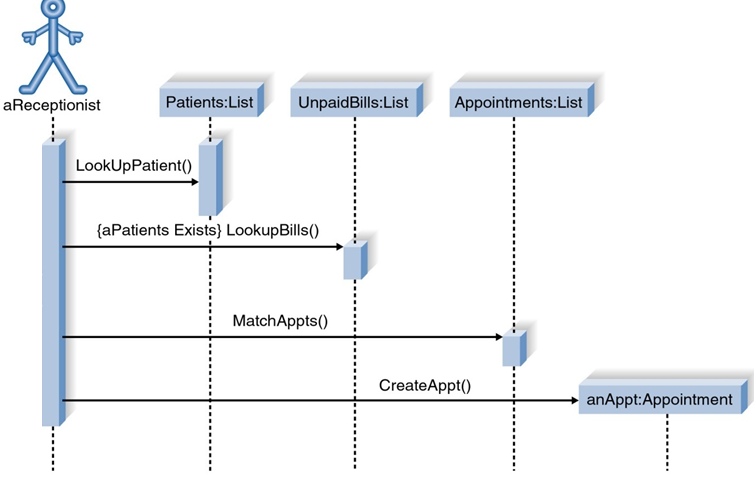 aReceptionist
Patients:List
UnpaidBills:List
Appointments:List
LookUpPatient()
{aPatients Exists} LookupBills()
MatchAppts()
CreateAppt()
anAppt:Appointment